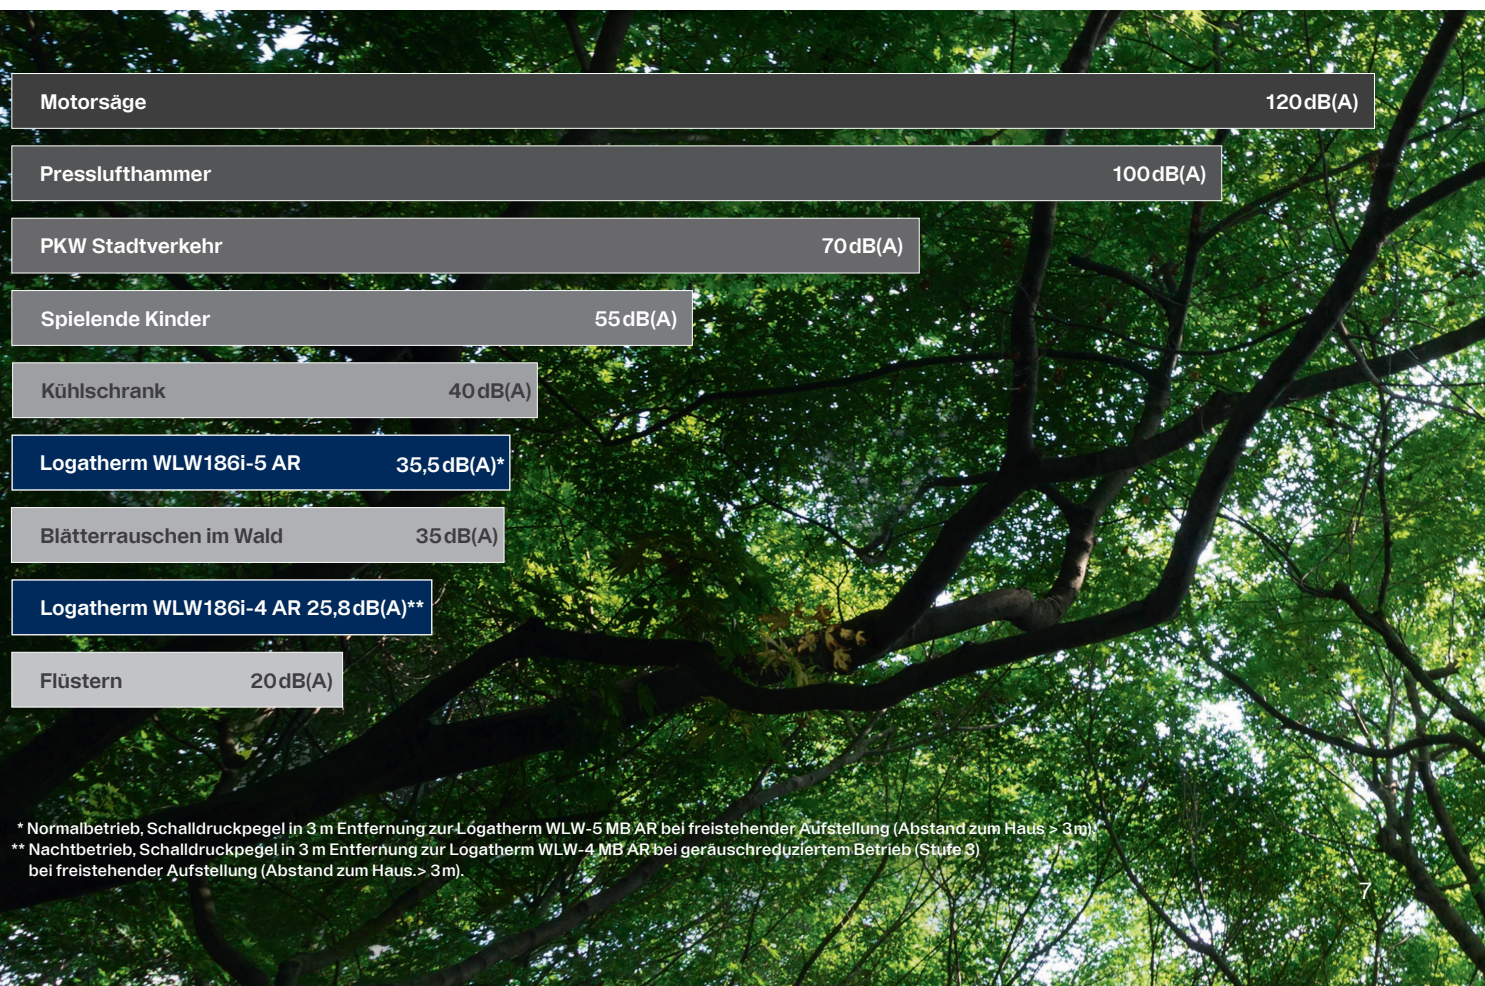 Motorsäge 120 dB(A)
Presslufthammer 100 dB(A)
PKW Stadtverkehr 70 dB(A)
Spielende Kinder 55 dB(A)
Kühlschrank 40 dB(A)
Logatherm WLW186i-5 AR 35,5 dB(A)*
Blätterrauschen im Wald 35 dB(A)
Logatherm WLW186i-4 AR 25,8 dB(A)**
Flüstern 20 dB(A)
* Normalbetrieb, Schalldruckpegel in 3 m Entfernung zur Logatherm WLW-5 MB AR bei freistehender Aufstellung (Abstand zum Haus > 3 m).
** Nachtbetrieb, Schalldruckpegel in 3 m Entfernung zur Logatherm WLW-4 MB AR bei geräuschreduziertem Betrieb (Stufe 3)
bei freistehender Aufstellung (Abstand zum Haus.> 3 m).
7